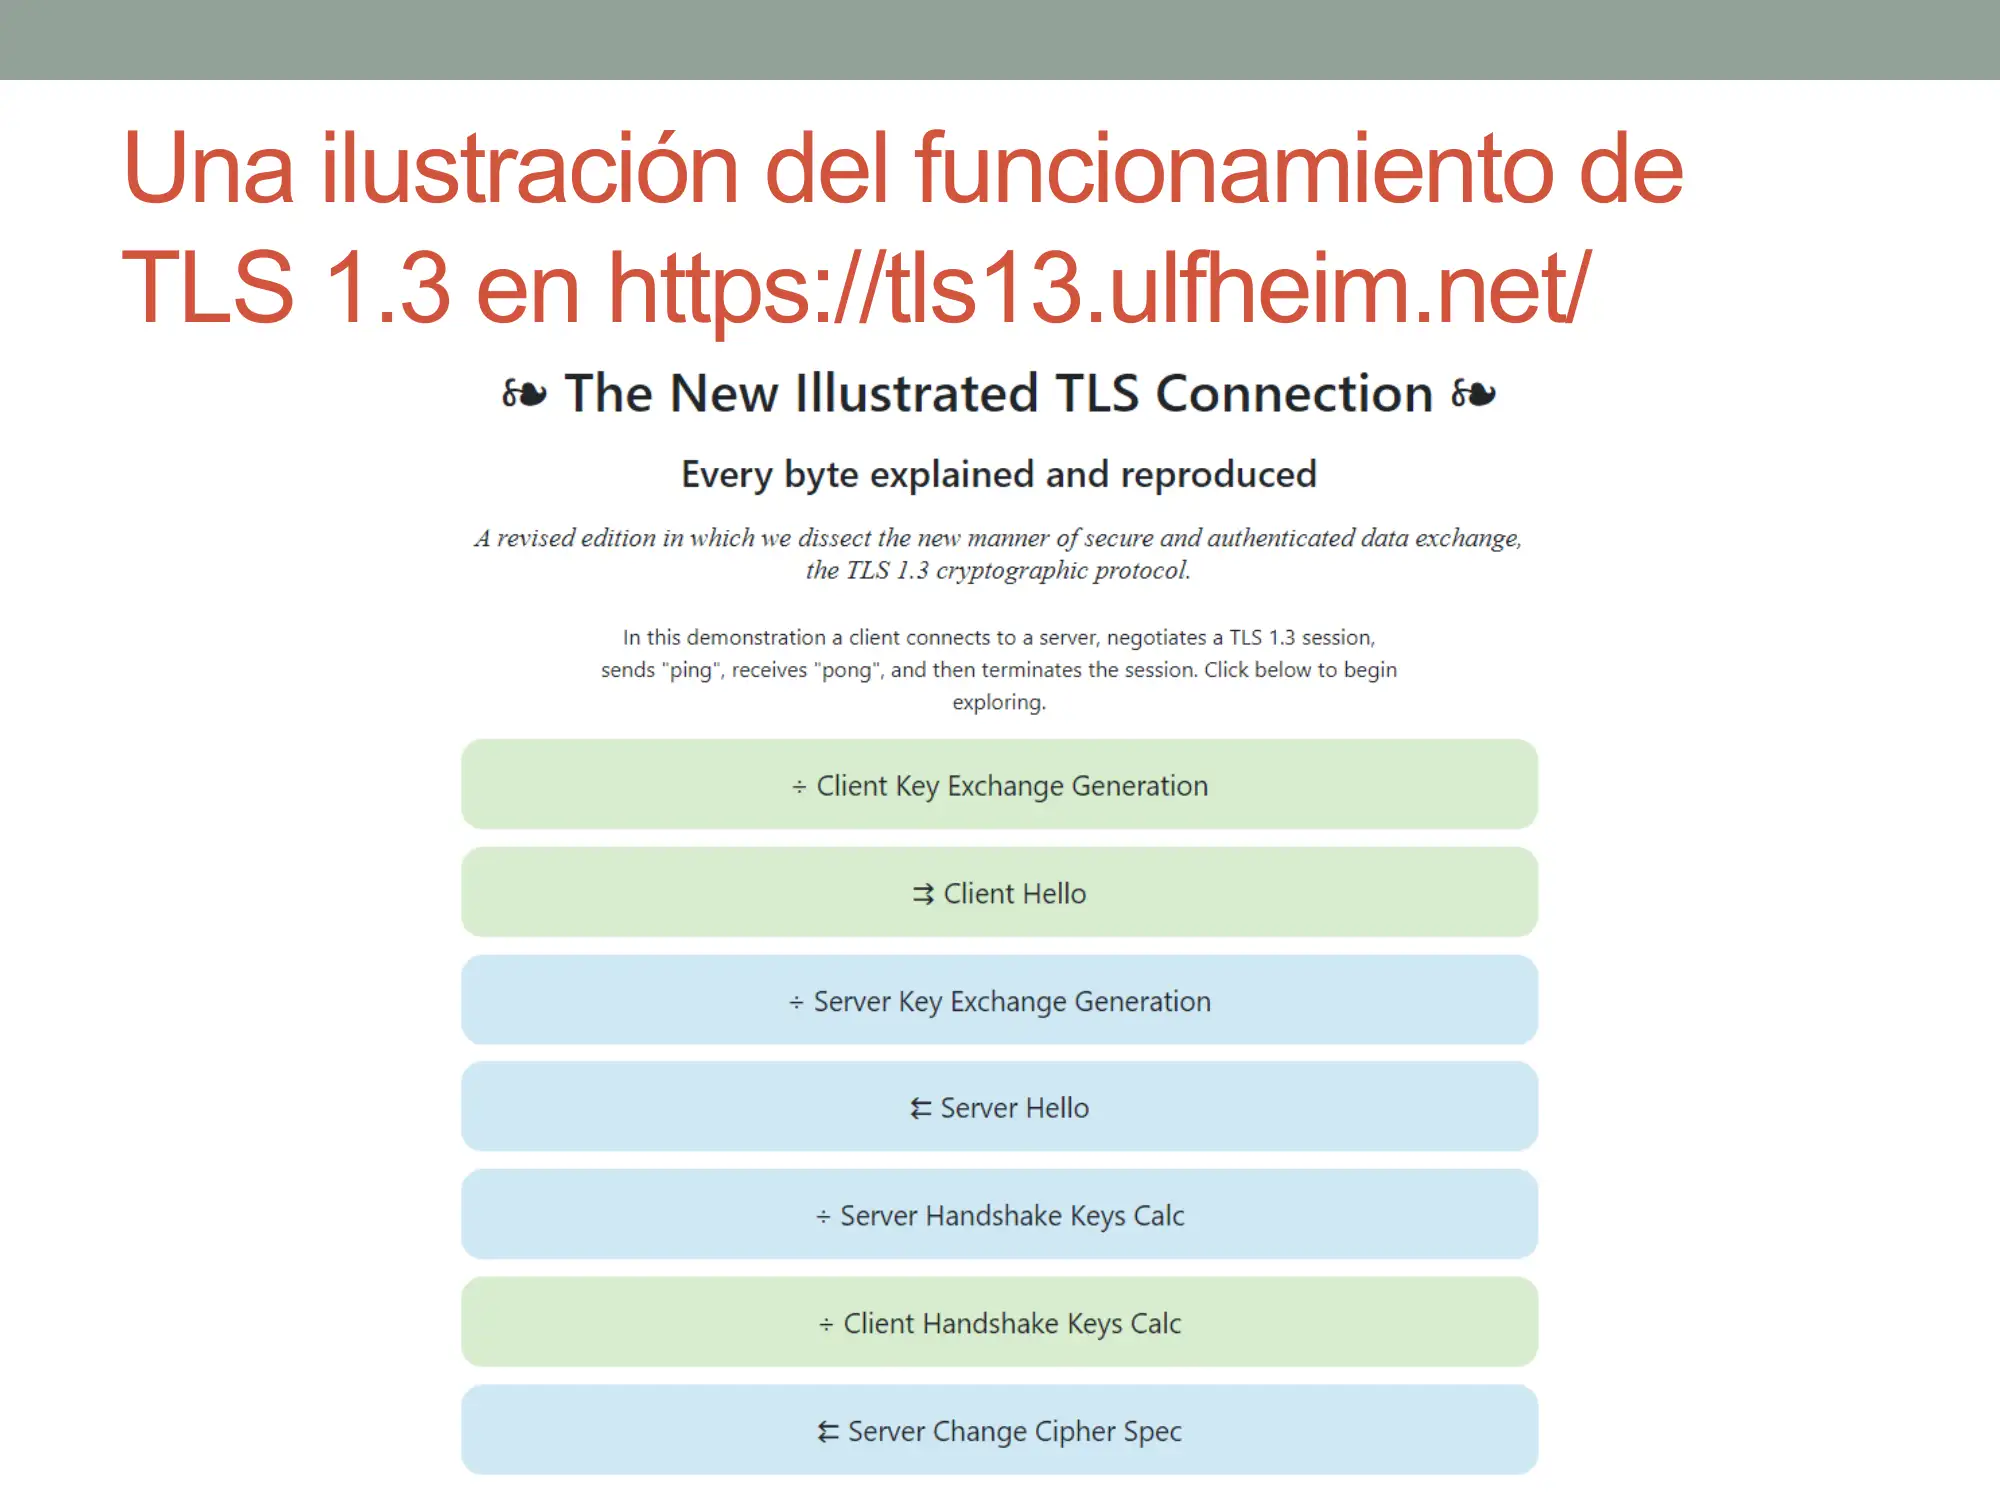 Una ilustración del funcionamiento de
TLS 1.3 en https://tls13.ulfheim.net/
❧ The New Illustrated TLS Connection ❧
Every byte explained and reproduced
A revised edition in which we dissect the new manner of secure and authenticated data exchange,
the TLS 1.3 cryptographic protocol.
In this demonstration a client connects to a server, negotiates a TLS 1.3 session,
sends "ping", receives "pong", and then terminates the session. Click below to begin
exploring.
÷ Client Key Exchange Generation
⇉ Client Hello
÷ Server Key Exchange Generation
⇇ Server Hello
÷ Server Handshake Keys Calc
÷ Client Handshake Keys Calc
⇇ Server Change Cipher Spec